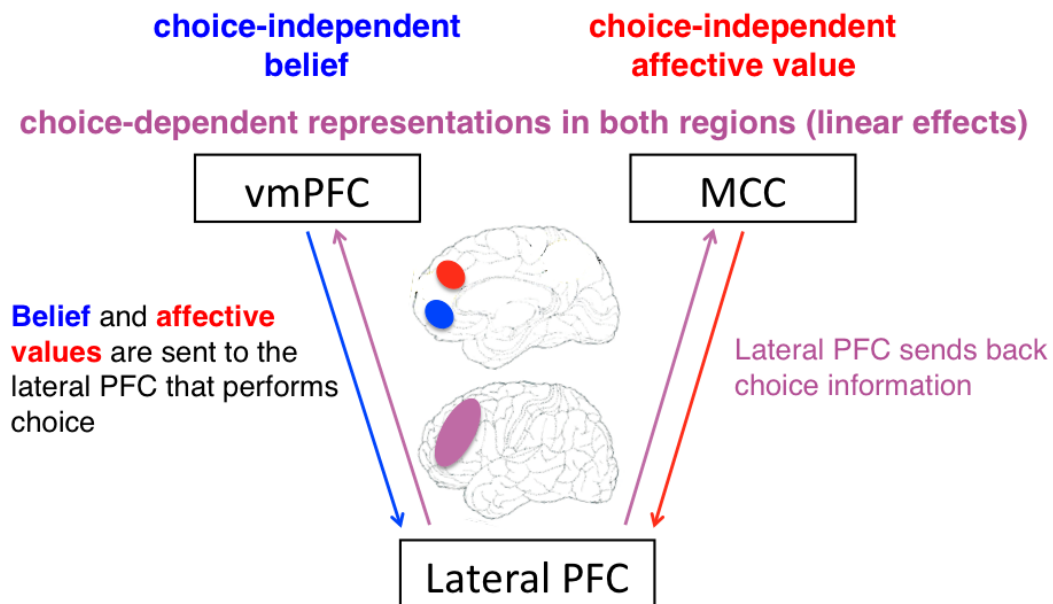 choice-independent
belief
choice-independent
affective value
choice-dependent representations in both regions (linear effects)
vmPFC
MCC
Belief and affective
values are sent to the
lateral PFC that performs
choice
Lateral PFC sends back
choice information
Lateral PFC